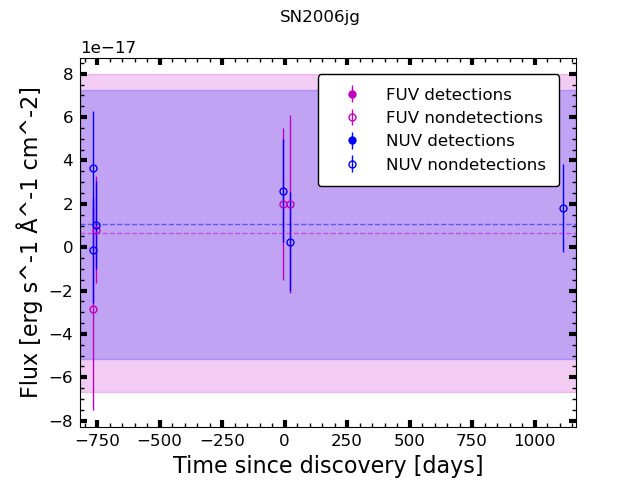 SN2006jg
1e−17
8
6
4
2
0
−2
−4
−6
−8
Flux [erg s^-1 Å^-1 cm^-2]
FUV detections
FUV nondetections
NUV detections
NUV nondetections
−750 −500 −250 0 250 500 750 1000
Time since discovery [days]